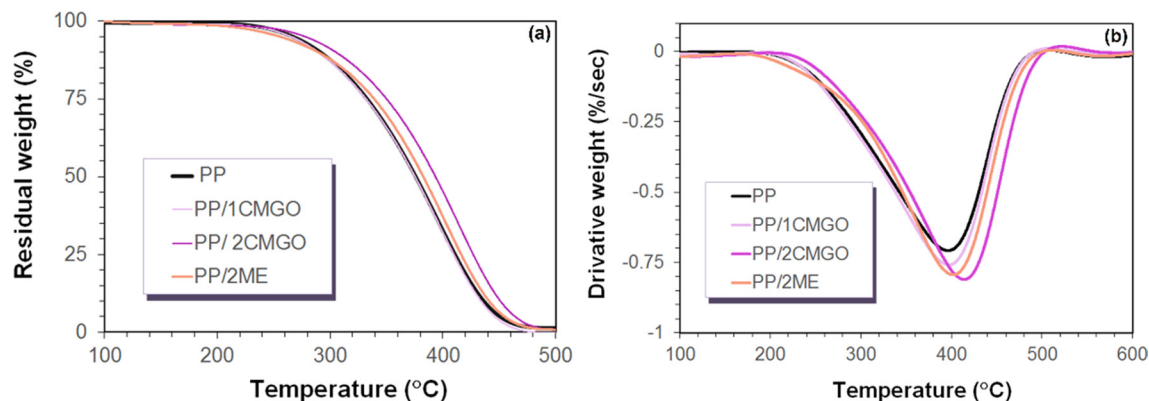 (a)
Residual weight (%)
100
75
50
25
0
PP
PP/1CMGO
PP/ 2CMGO
PP/2ME
100
200
300
400
500
Temperature (°C)
(b)
Drivative weight (%/sec)
0
-0.25
-0.5
-0.75
-1
PP
PP/1CMGO
PP/2CMGO
PP/2ME
100
200
300
400
500
600
Temperature (°C)